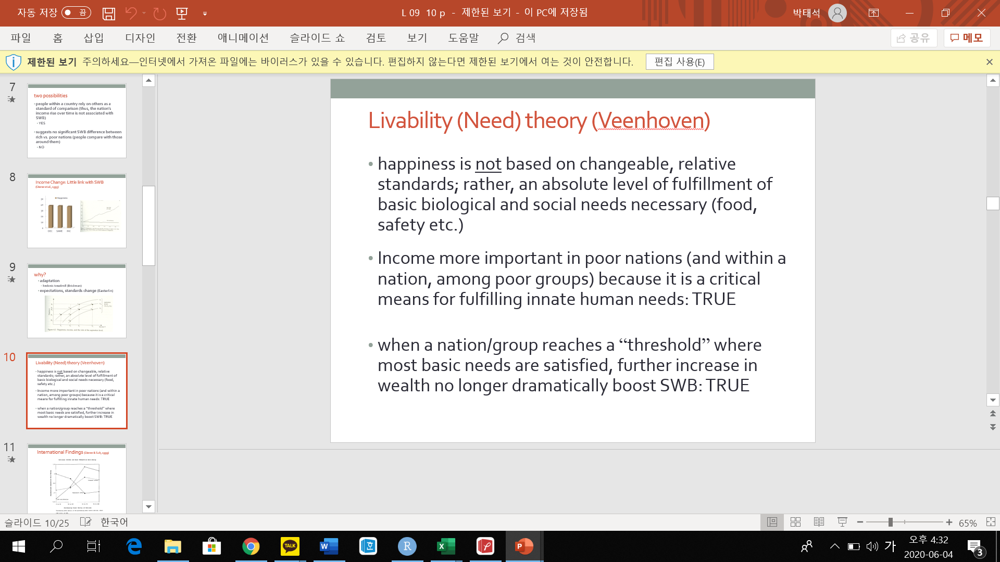 자동 저장 끔
L 09 10 p - 제한된 보기 - 이 PC에 저장됨
박태석
파일 홈 삽입 디자인 전환 애니메이션 슬라이드 쇼 검토 보기 도움말 검색
공유 메모
제한된 보기 주의하세요—인터넷에서 가져온 파일에는 바이러스가 있을 수 있습니다. 편집하지 않는다면 제한된 보기에서 여는 것이 안전합니다. 편집 사용(E)
7
two possibilities
• people within a country rely on others as a
standard of comparison (thus, the nation's
income rise over time is not associated with
SWB)
• YES
• suggests no significant SWB difference between
rich vs. poor nations (people compare with those
around them)
• NO
8
Income Change: Little link with SWB
(Diener et al., 1993)
Happiness
DEC SAME INC
9
why?
• adaptation
• hedonic treadmill (Brickman)
• expectations, standards change (Easterlin)
10
Livability (Need) theory (Veenhoven)
• happiness is not based on changeable, relative
standards; rather, an absolute level of fulfillment of
basic biological and social needs necessary (food,
safety etc.)
• Income more important in poor nations (and within a
nation, among poor groups) because it is a critical
means for fulfilling innate human needs: TRUE
• when a nation/group reaches a “threshold” where
most basic needs are satisfied, further increase in
wealth no longer dramatically boost SWB: TRUE
11
International Findings (Diener & Suh, 1999)
Livability (Need) theory (Veenhoven)
• happiness is not based on changeable, relative
standards; rather, an absolute level of fulfillment of
basic biological and social needs necessary (food,
safety etc.)
• Income more important in poor nations (and within a
nation, among poor groups) because it is a critical
means for fulfilling innate human needs: TRUE
• when a nation/group reaches a “threshold” where
most basic needs are satisfied, further increase in
wealth no longer dramatically boost SWB: TRUE
슬라이드 10/25 한국어
65%
TALK
W
한
R
X
P
가
오후 4:32
2020-06-04
3